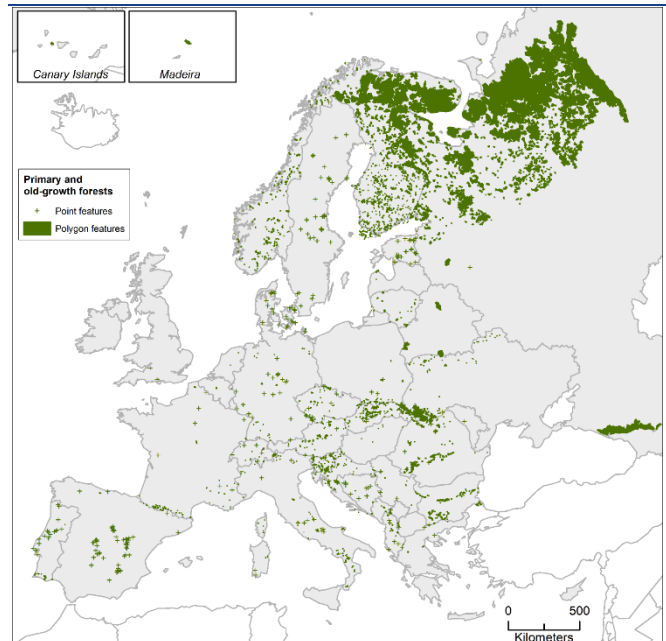 Canary Islands
Madeira
Primary and
old-growth forests
Point features
Polygon features
0 500
Kilometers